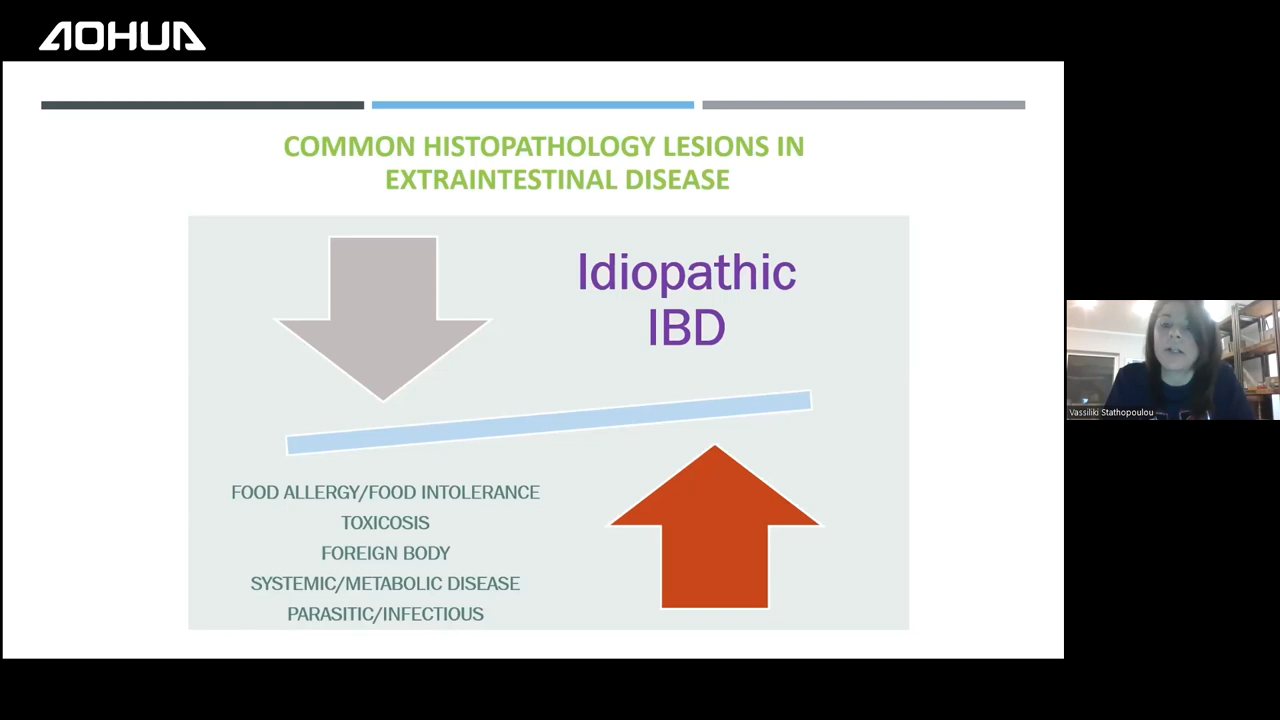 AOHUA
COMMON HISTOPATHOLOGY LESIONS IN
EXTRAINTESTINAL DISEASE
Idiopathic
IBD
FOOD ALLERGY/FOOD INTOLERANCE
TOXICOSIS
FOREIGN BODY
SYSTEMIC/METABOLIC DISEASE
PARASITIC/INFECTIOUS
Vassiliki Stathopoulou